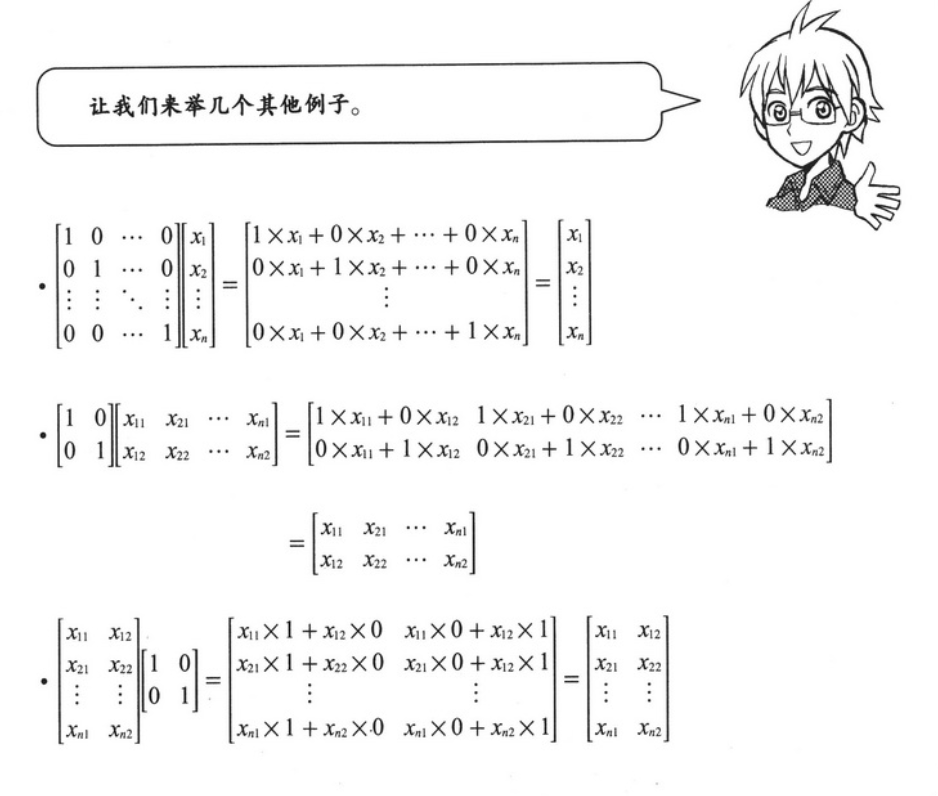 让我们来举几个其他例子。
• [1 0 ⋯ 0; 0 1 ⋯ 0; ⋮ ⋮ ⋱ ⋮; 0 0 ⋯ 1][x₁; x₂; ⋮; xₙ] = [1×x₁+0×x₂+⋯+0×xₙ; 0×x₁+1×x₂+⋯+0×xₙ; ⋮; 0×x₁+0×x₂+⋯+1×xₙ] = [x₁; x₂; ⋮; xₙ]
• [1 0; 0 1][x₁₁ x₂₁ ⋯ xₙ₁; x₁₂ x₂₂ ⋯ xₙ₂] = [1×x₁₁+0×x₁₂ 1×x₂₁+0×x₂₂ ⋯ 1×xₙ₁+0×xₙ₂; 0×x₁₁+1×x₁₂ 0×x₂₁+1×x₂₂ ⋯ 0×xₙ₁+1×xₙ₂]
= [x₁₁ x₂₁ ⋯ xₙ₁; x₁₂ x₂₂ ⋯ xₙ₂]
• [x₁₁ x₁₂; x₂₁ x₂₂; ⋮ ⋮; xₙ₁ xₙ₂][1 0; 0 1] = [x₁₁×1+x₁₂×0 x₁₁×0+x₁₂×1; x₂₁×1+x₂₂×0 x₂₁×0+x₁₂×1; ⋮ ⋮; xₙ₁×1+xₙ₂×0 xₙ₁×0+xₙ₂×1] = [x₁₁ x₁₂; x₂₁ x₂₂; ⋮ ⋮; xₙ₁ xₙ₂]